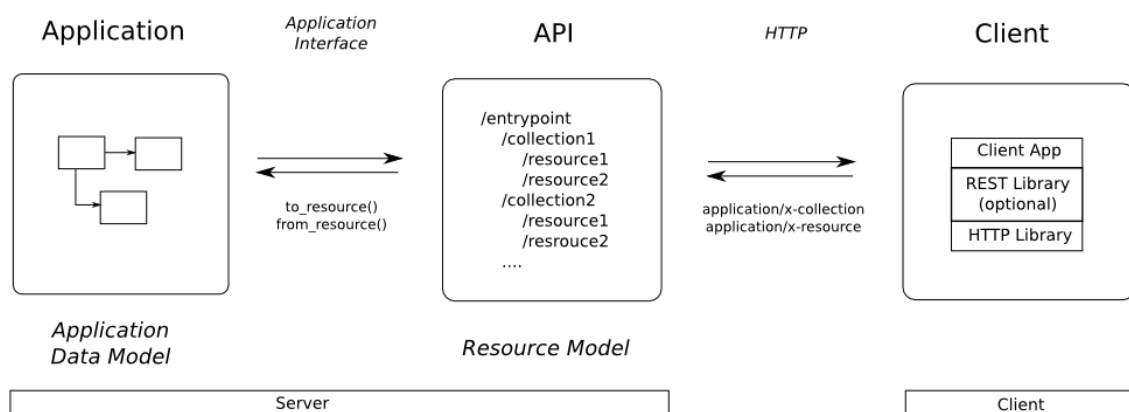 Application
Application
Interface
API
HTTP
Client
/entrypoint
/collection1
/resource1
/resource2
/collection2
/resource1
/resrouce2
....
to_resource()
from_resource()
application/x-collection
application/x-resource
Client App
REST Library
(optional)
HTTP Library
Application
Data Model
Resource Model
Server
Client